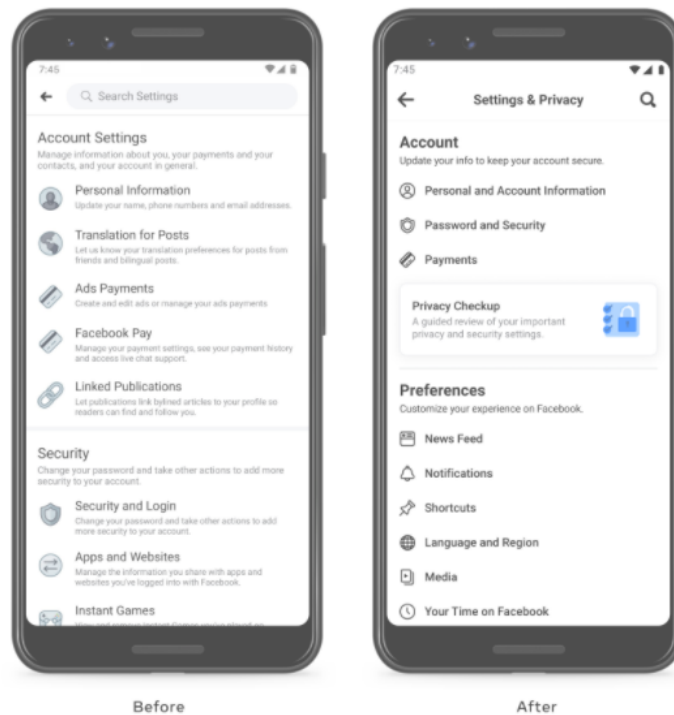 7:45
Search Settings
Account Settings
Manage information about you, your payments and your
contacts, and your account in general.
Personal Information
Update your name, phone numbers and email addresses.
Translation for Posts
Let us know your translation preferences for posts from
friends and bilingual posts.
Ads Payments
Create and edit ads or manage your ads payments
Facebook Pay
Manage your payment settings, see your payment history
and access live chat support.
Linked Publications
Let publications link bylined articles to your profile so
readers can find and follow you.
Security
Change your password and take other actions to add more
security to your account.
Security and Login
Change your password and take other actions to add
more security to your account.
Apps and Websites
Manage the information you share with apps and
websites you've logged into with Facebook.
Instant Games
Before
7:45
Settings & Privacy
Account
Update your info to keep your account secure.
Personal and Account Information
Password and Security
Payments
Privacy Checkup
A guided review of your important
privacy and security settings.
Preferences
Customize your experience on Facebook.
News Feed
Notifications
Shortcuts
Language and Region
Media
Your Time on Facebook
After